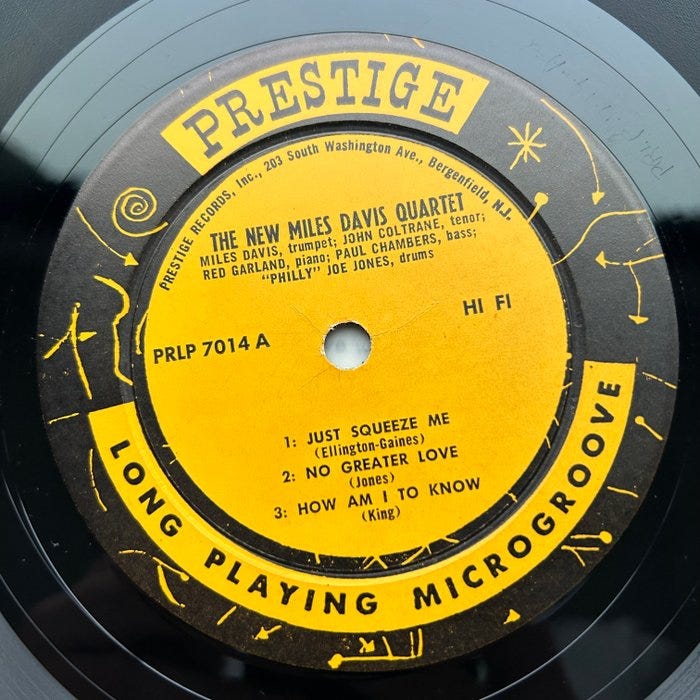 PRESTIGE
PRESTIGE RECORDS, Inc., 203 South Washington Ave., Bergenfield, N.J.
THE NEW MILES DAVIS QUARTET
MILES DAVIS, trumpet; JOHN COLTRANE, tenor;
RED GARLAND, piano; PAUL CHAMBERS, bass;
"PHILLY" JOE JONES, drums
HI FI
PRLP 7014 A
1: JUST SQUEEZE ME
(Ellington-Gaines)
2: NO GREATER LOVE
(Jones)
3: HOW AM I TO KNOW
(King)
LONG PLAYING MICROGROOVE